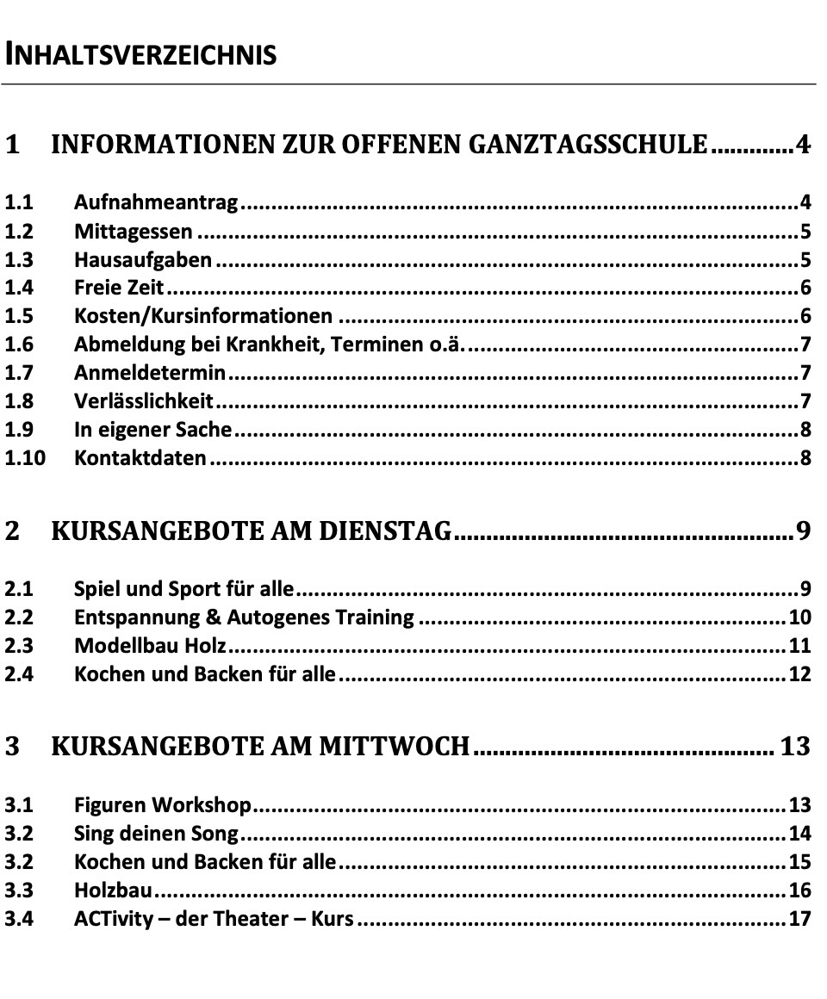 INHALTSVERZEICHNIS
1 INFORMATIONEN ZUR OFFENEN GANZTAGSSCHULE.............4
1.1 Aufnahmeantrag...........................................................................................4
1.2 Mittagessen ..................................................................................................5
1.3 Hausaufgaben ...............................................................................................5
1.4 Freie Zeit.......................................................................................................6
1.5 Kosten/Kursinformationen ...........................................................................6
1.6 Abmeldung bei Krankheit, Terminen o.ä.......................................................7
1.7 Anmeldetermin.............................................................................................7
1.8 Verlässlichkeit...............................................................................................7
1.9 In eigener Sache............................................................................................8
1.10 Kontaktdaten................................................................................................8
2 KURSANGEBOTE AM DIENSTAG.....................................................9
2.1 Spiel und Sport für alle..................................................................................9
2.2 Entspannung & Autogenes Training ............................................................10
2.3 Modellbau Holz...........................................................................................11
2.4 Kochen und Backen für alle.........................................................................12
3 KURSANGEBOTE AM MITTWOCH............................................... 13
3.1 Figuren Workshop.......................................................................................13
3.2 Sing deinen Song.........................................................................................14
3.2 Kochen und Backen für alle.........................................................................15
3.3 Holzbau.......................................................................................................16
3.4 ACTivity – der Theater – Kurs ......................................................................17